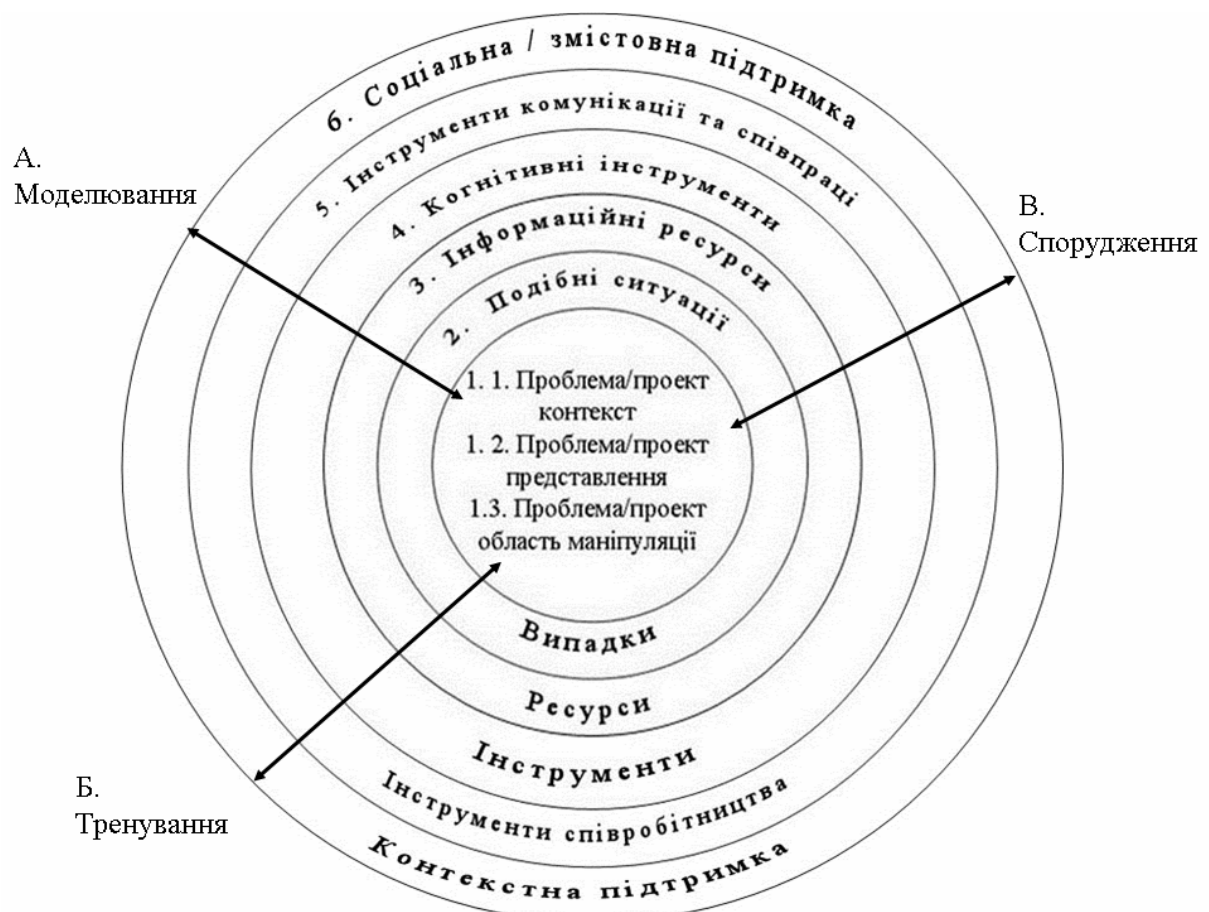 6. Соціальна / змістовна підтримка
5. Інструменти комунікації та співпраці
4. Когнітивні інструменти
3. Інформаційні ресурси
2. Подібні ситуації
А.
Моделювання
В.
Спорудження
1. 1. Проблема/проект
контекст
1. 2. Проблема/проект
представлення
1.3. Проблема/проект
область маніпуляції
Випадки
Ресурси
Інструменти
Інструменти співробітництва
Контекстна підтримка
Б.
Тренування